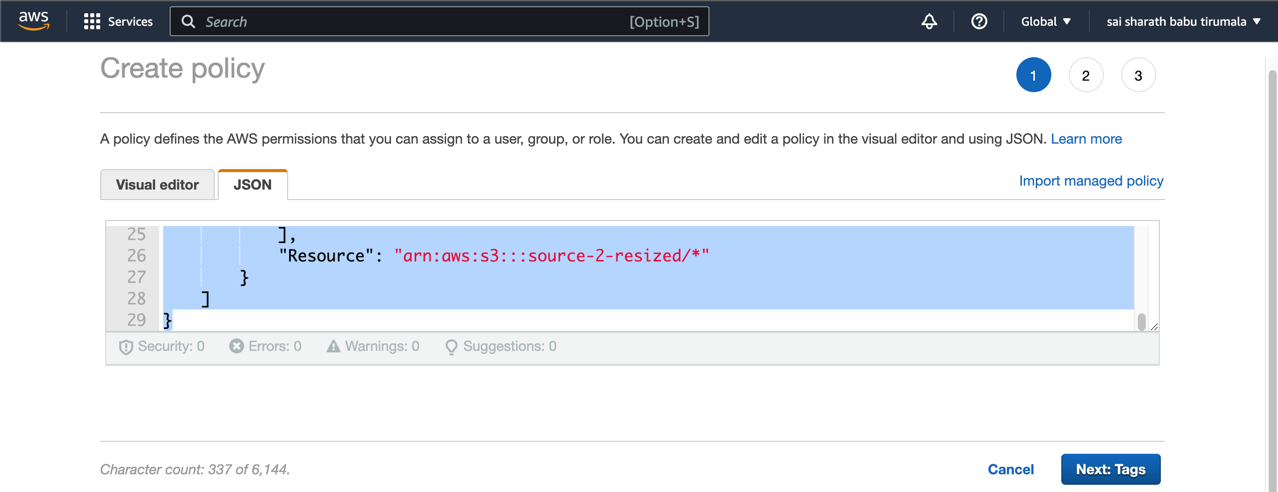 aws Services Search [Option+S] Global sai sharath babu tirumala
Create policy 1 2 3
A policy defines the AWS permissions that you can assign to a user, group, or role. You can create and edit a policy in the visual editor and using JSON. Learn more
Visual editor JSON Import managed policy
25 ],
26 "Resource": "arn:aws:s3:::source-2-resized/*"
27 }
28 ]
29 }
Security: 0 Errors: 0 Warnings: 0 Suggestions: 0
Character count: 337 of 6,144. Cancel Next: Tags